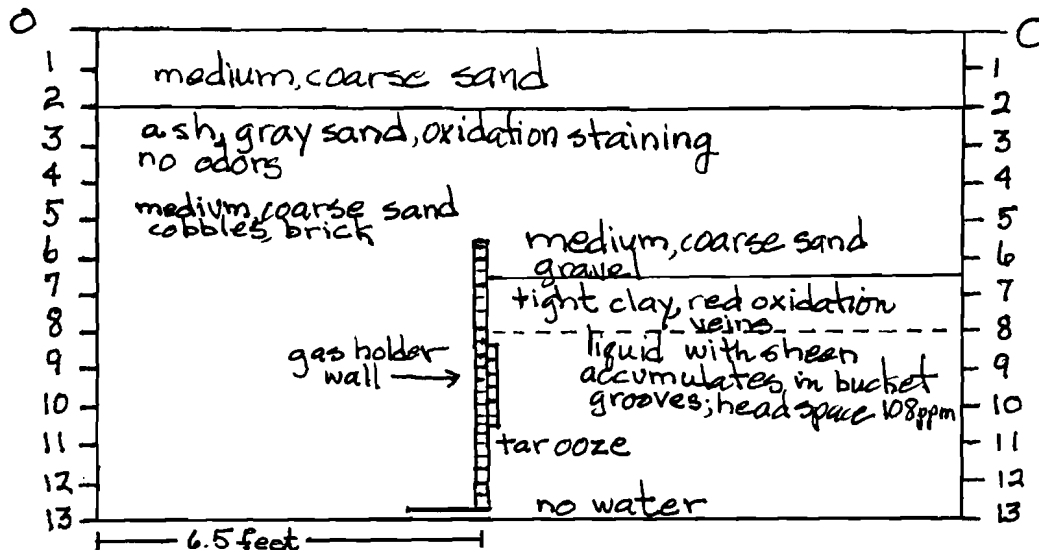 0 0
1 medium, coarse sand 1
2 2
3 ash, gray sand, oxidation staining 3
no odors
4 4
5 medium, coarse sand 5
cobbles, brick
6 medium, coarse sand 6
gravel
7 tight clay, red oxidation 7
veins
8 8
liquid with sheen
9 gas holder 9
wall
accumulates in bucket
10 grooves; head space 108ppm 10
11 tar ooze 11
12 12
no water
13 13
6.5 feet